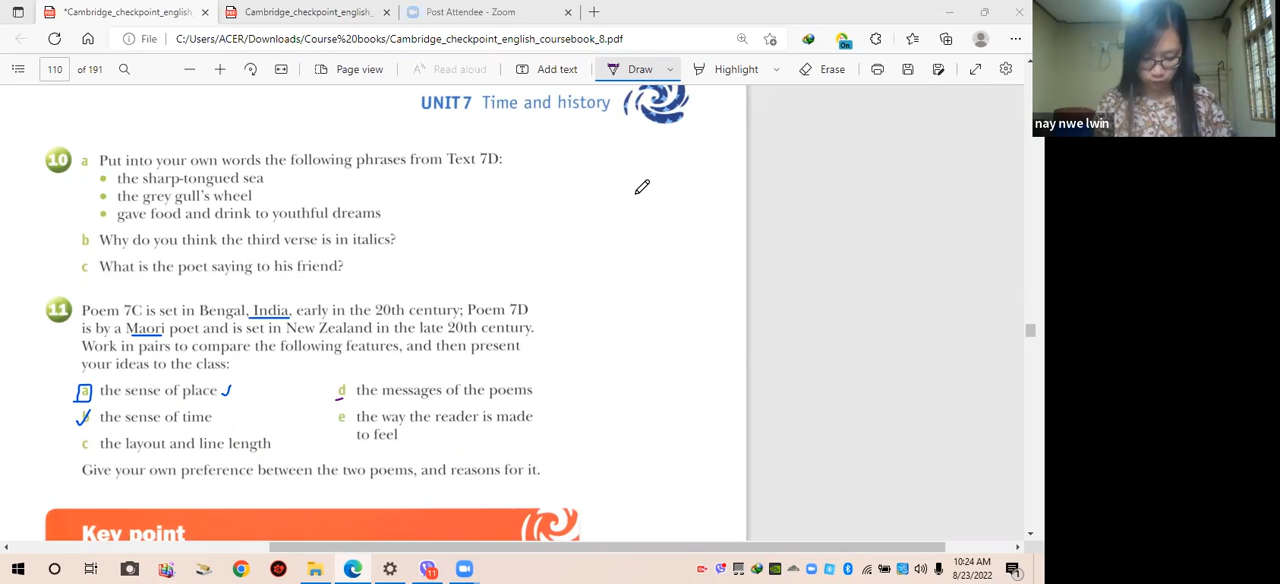 *Cambridge_checkpoint_english
Cambridge_checkpoint_english_
Post Attendee - Zoom
File
C:/Users/ACER/Downloads/Course%20books/Cambridge_checkpoint_english_coursebook_8.pdf
110 of 191
Page view
Read aloud
Add text
Draw
Highlight
Erase
On
nay nwe lwin
UNIT 7 Time and history
10 a Put into your own words the following phrases from Text 7D:
• the sharp-tongued sea
• the grey gull's wheel
• gave food and drink to youthful dreams
b Why do you think the third verse is in italics?
c What is the poet saying to his friend?
11 Poem 7C is set in Bengal, India, early in the 20th century; Poem 7D
is by a Maori poet and is set in New Zealand in the late 20th century.
Work in pairs to compare the following features, and then present
your ideas to the class:
a the sense of place
b the sense of time
c the layout and line length
d the messages of the poems
e the way the reader is made
to feel
Give your own preference between the two poems, and reasons for it.
Key point
11
10:24 AM
8/23/2022
1